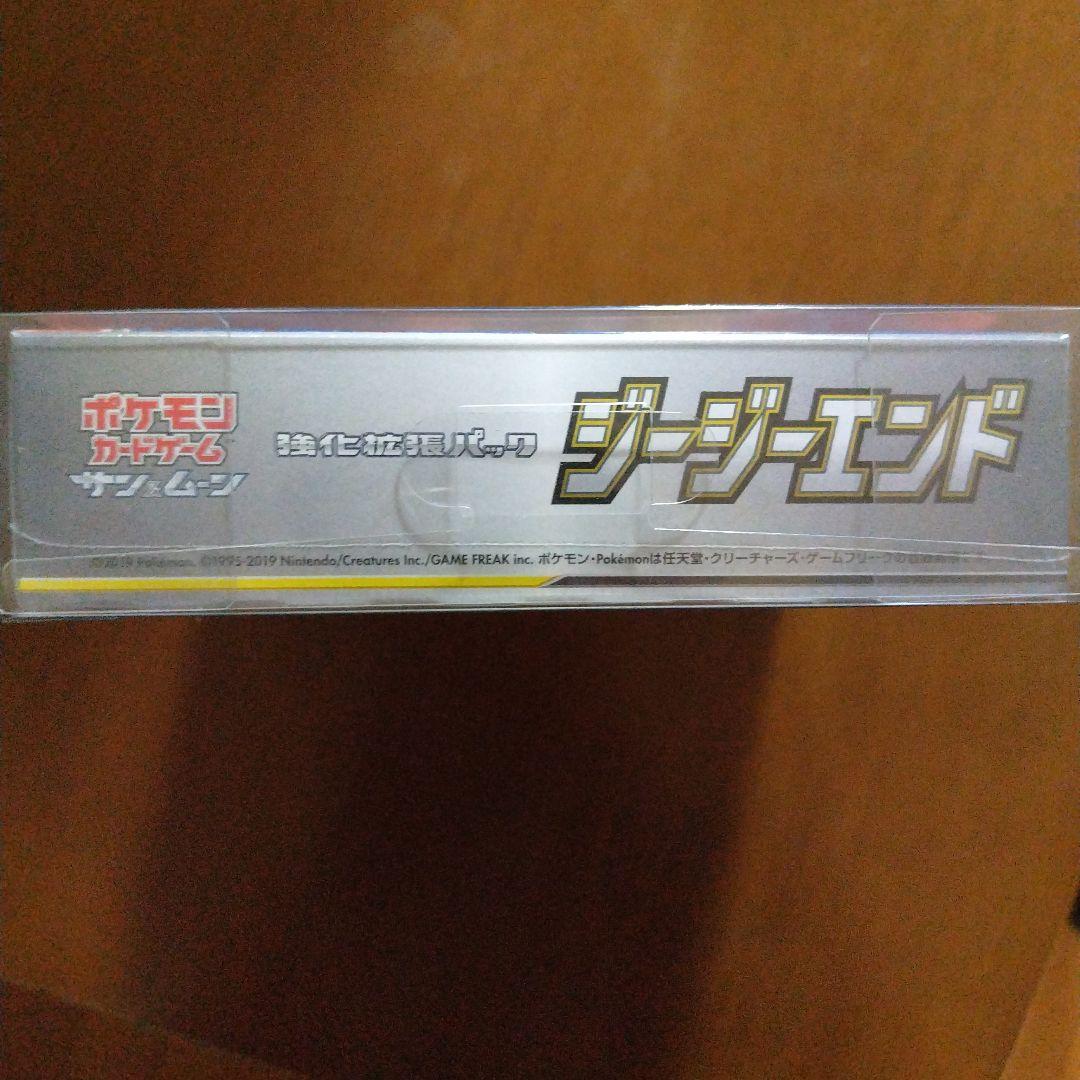 ポケモン
カードゲーム
サン&ムーン
強化拡張パック
ジージーエンド
©2019 Pokémon. ©1995-2019 Nintendo/Creatures Inc./GAME FREAK inc. ポケモン・Pokémonは任天堂・クリーチャーズ・ゲームフリークの